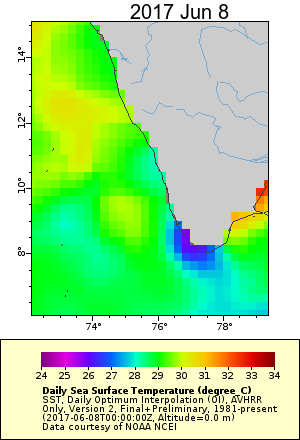 2017 Jun 8
14°
12°
10°
8°
74° 76° 78°
24 25 26 27 28 29 30 31 32 33 34
Daily Sea Surface Temperature (degree_C)
SST, Daily Optimum Interpolation (OI), AVHRR
Only, Version 2, Final+Preliminary, 1981-present
(2017-06-08T00:00:00Z, Altitude=0.0 m)
Data courtesy of NOAA NCEI